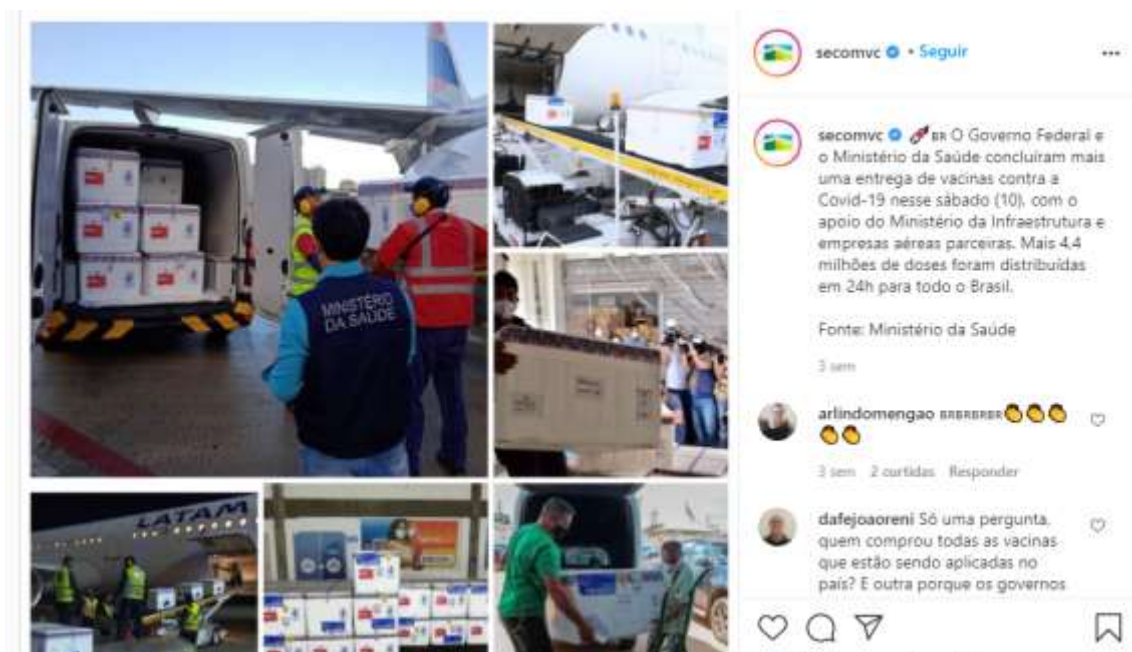 secomvc • Seguir
secomvc BR O Governo Federal e
o Ministério da Saúde concluíram mais
uma entrega de vacinas contra a
Covid-19 nesse sábado (10), com o
apoio do Ministério da Infraestrutura e
empresas aéreas parceiras. Mais 4,4
milhões de doses foram distribuídas
em 24h para todo o Brasil.
Fonte: Ministério da Saúde
3 sem
arlindomengao BRBRBRBR
3 sem 2 curtidas Responder
dafejoaoreni Só uma pergunta,
quem comprou todas as vacinas
que estão sendo aplicadas no
país? E outra porque os governos
MINISTÉRIO
DA SAÚDE
LATAM